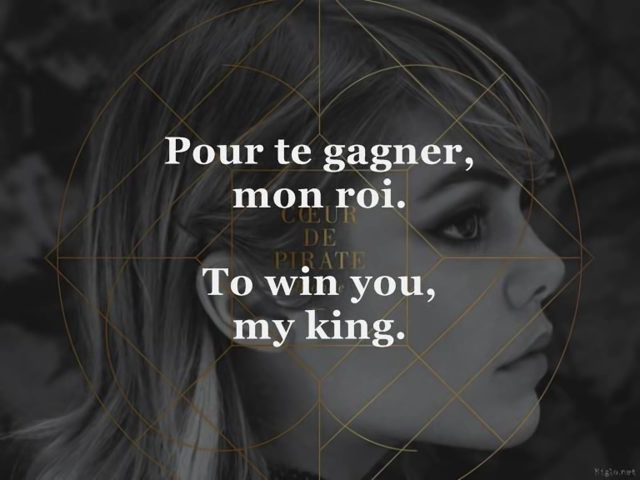 Pour te gagner,
mon roi.
CŒUR
DE
PIRATE
To win you,
my king.